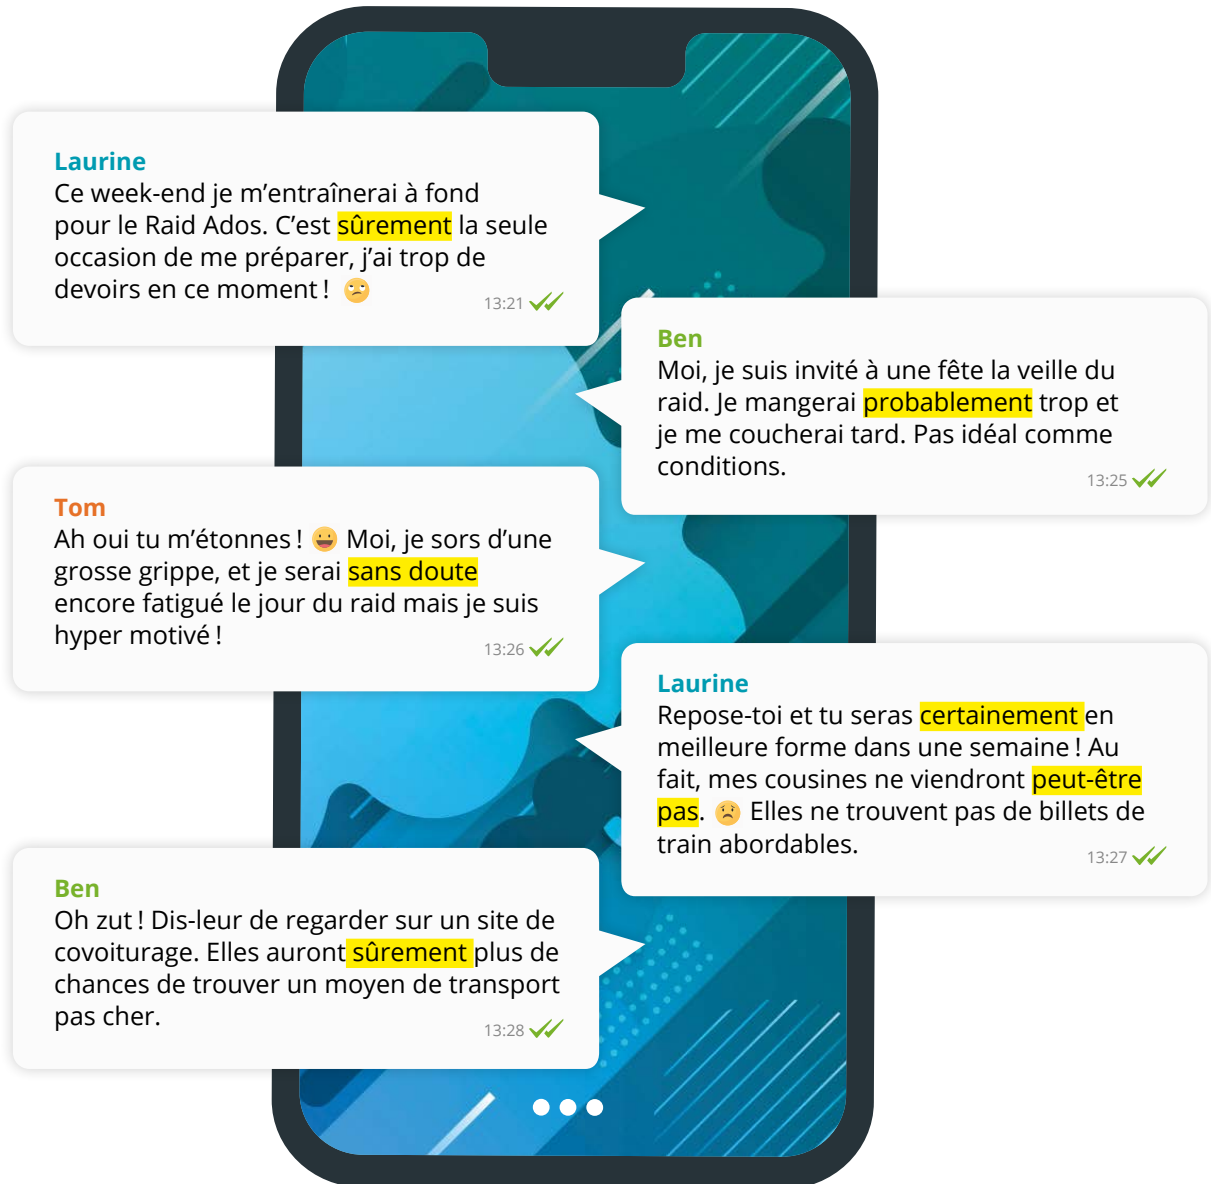 Laurine
Ce week-end je m’entraînerai à fond
pour le Raid Ados. C’est sûrement la seule
occasion de me préparer, j’ai trop de
devoirs en ce moment ! 🙄
13:21
Ben
Moi, je suis invité à une fête la veille du
raid. Je mangerai probablement trop et
je me coucherai tard. Pas idéal comme
conditions.
13:25
Tom
Ah oui tu m’étonnes ! 😀 Moi, je sors d’une
grosse grippe, et je serai sans doute
encore fatigué le jour du raid mais je suis
hyper motivé !
13:26
Laurine
Repose-toi et tu seras certainement en
meilleure forme dans une semaine ! Au
fait, mes cousines ne viendront peut-être
pas. 😟 Elles ne trouvent pas de billets de
train abordables.
13:27
Ben
Oh zut ! Dis-leur de regarder sur un site de
covoiturage. Elles auront sûrement plus de
chances de trouver un moyen de transport
pas cher.
13:28